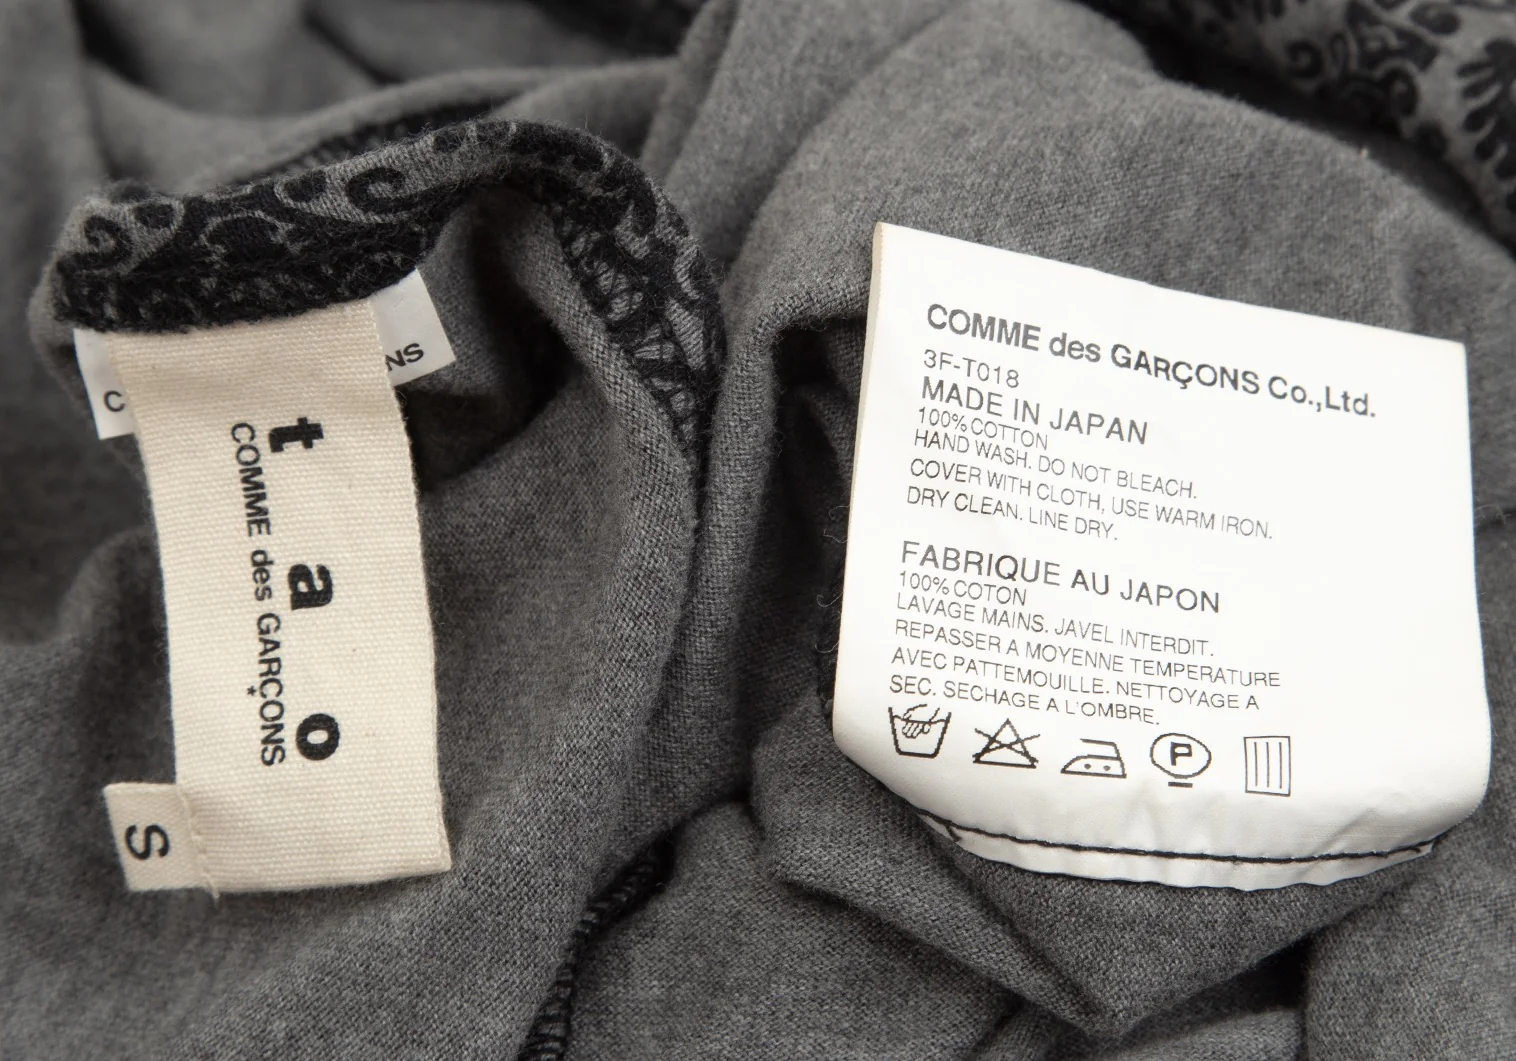 C
NS
tao
COMME des GARÇONS
S
COMME des GARÇONS Co.,Ltd.
3F-T018
MADE IN JAPAN
100% COTTON
HAND WASH. DO NOT BLEACH.
COVER WITH CLOTH, USE WARM IRON.
DRY CLEAN. LINE DRY.
FABRIQUE AU JAPON
100% COTON
LAVAGE MAINS. JAVEL INTERDIT.
REPASSER A MOYENNE TEMPERATURE
AVEC PATTEMOUILLE. NETTOYAGE A
SEC. SECHAGE A L'OMBRE.
P